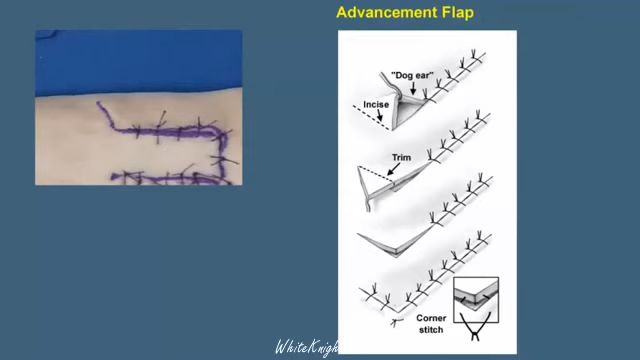 Advancement Flap
"Dog ear"
Incise
Trim
Corner
stitch
WhiteKnigh